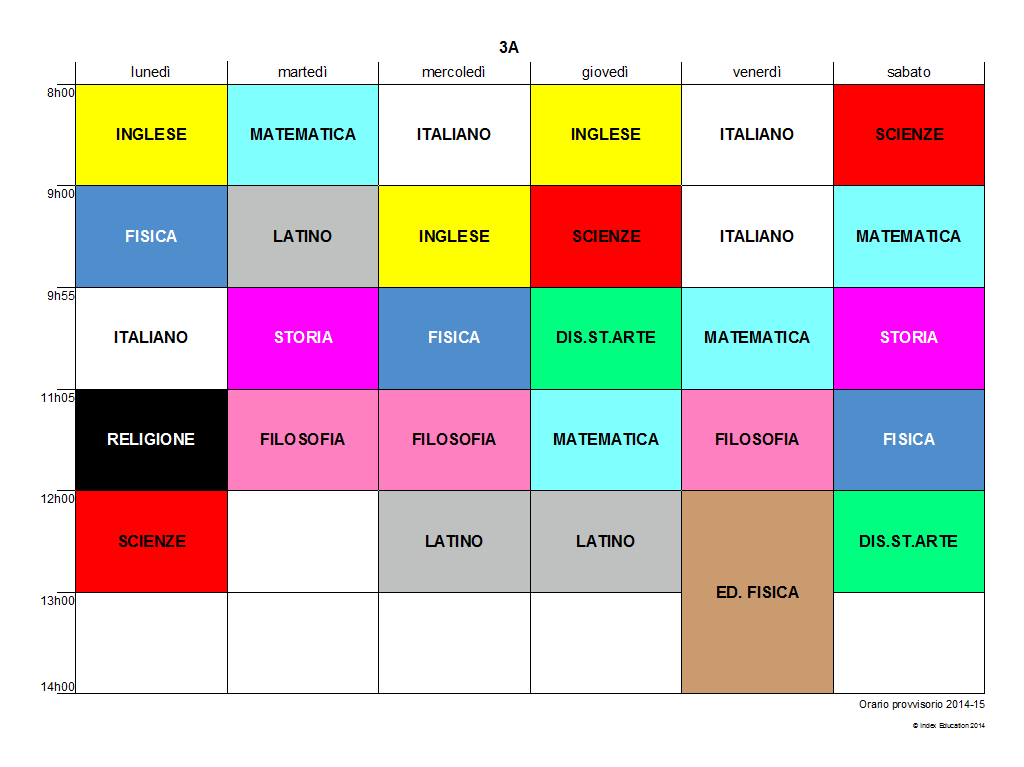 3A
lunedì martedì mercoledì giovedì venerdì sabato
8h00
INGLESE MATEMATICA ITALIANO INGLESE ITALIANO SCIENZE
9h00
FISICA LATINO INGLESE SCIENZE ITALIANO MATEMATICA
9h55
ITALIANO STORIA FISICA DIS.ST.ARTE MATEMATICA STORIA
11h05
RELIGIONE FILOSOFIA FILOSOFIA MATEMATICA FILOSOFIA FISICA
12h00
SCIENZE LATINO LATINO DIS.ST.ARTE
ED. FISICA
13h00
14h00
Orario provvisorio 2014-15
© Index Education 2014